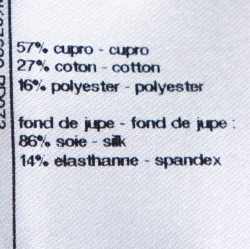 57% cupro - cupro
27% coton - cotton
16% polyester - polyester
fond de jupe - fond de jupe :
86% soie - silk
14% elasthanne - spandex